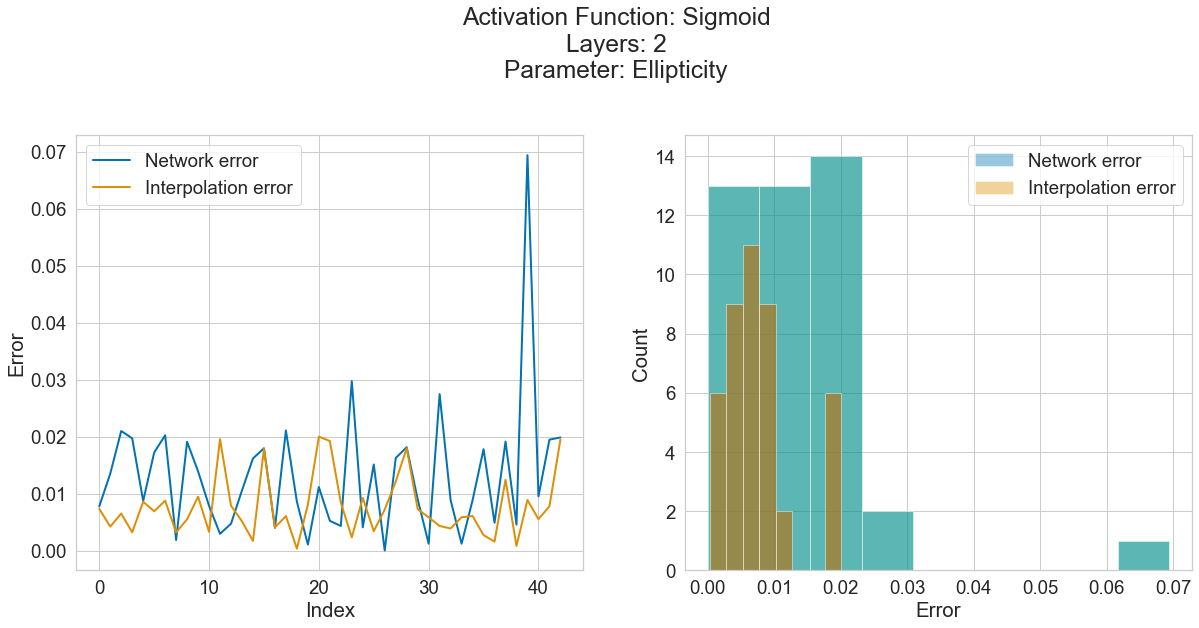 Activation Function: Sigmoid
Layers: 2
Parameter: Ellipticity
0.07
0.06
0.05
0.04
0.03
0.02
0.01
0.00
Error
Network error
Interpolation error
0
10
20
30
40
Index
14
12
10
8
6
4
2
0
Count
Network error
Interpolation error
0.00
0.01
0.02
0.03
0.04
0.05
0.06
0.07
Error